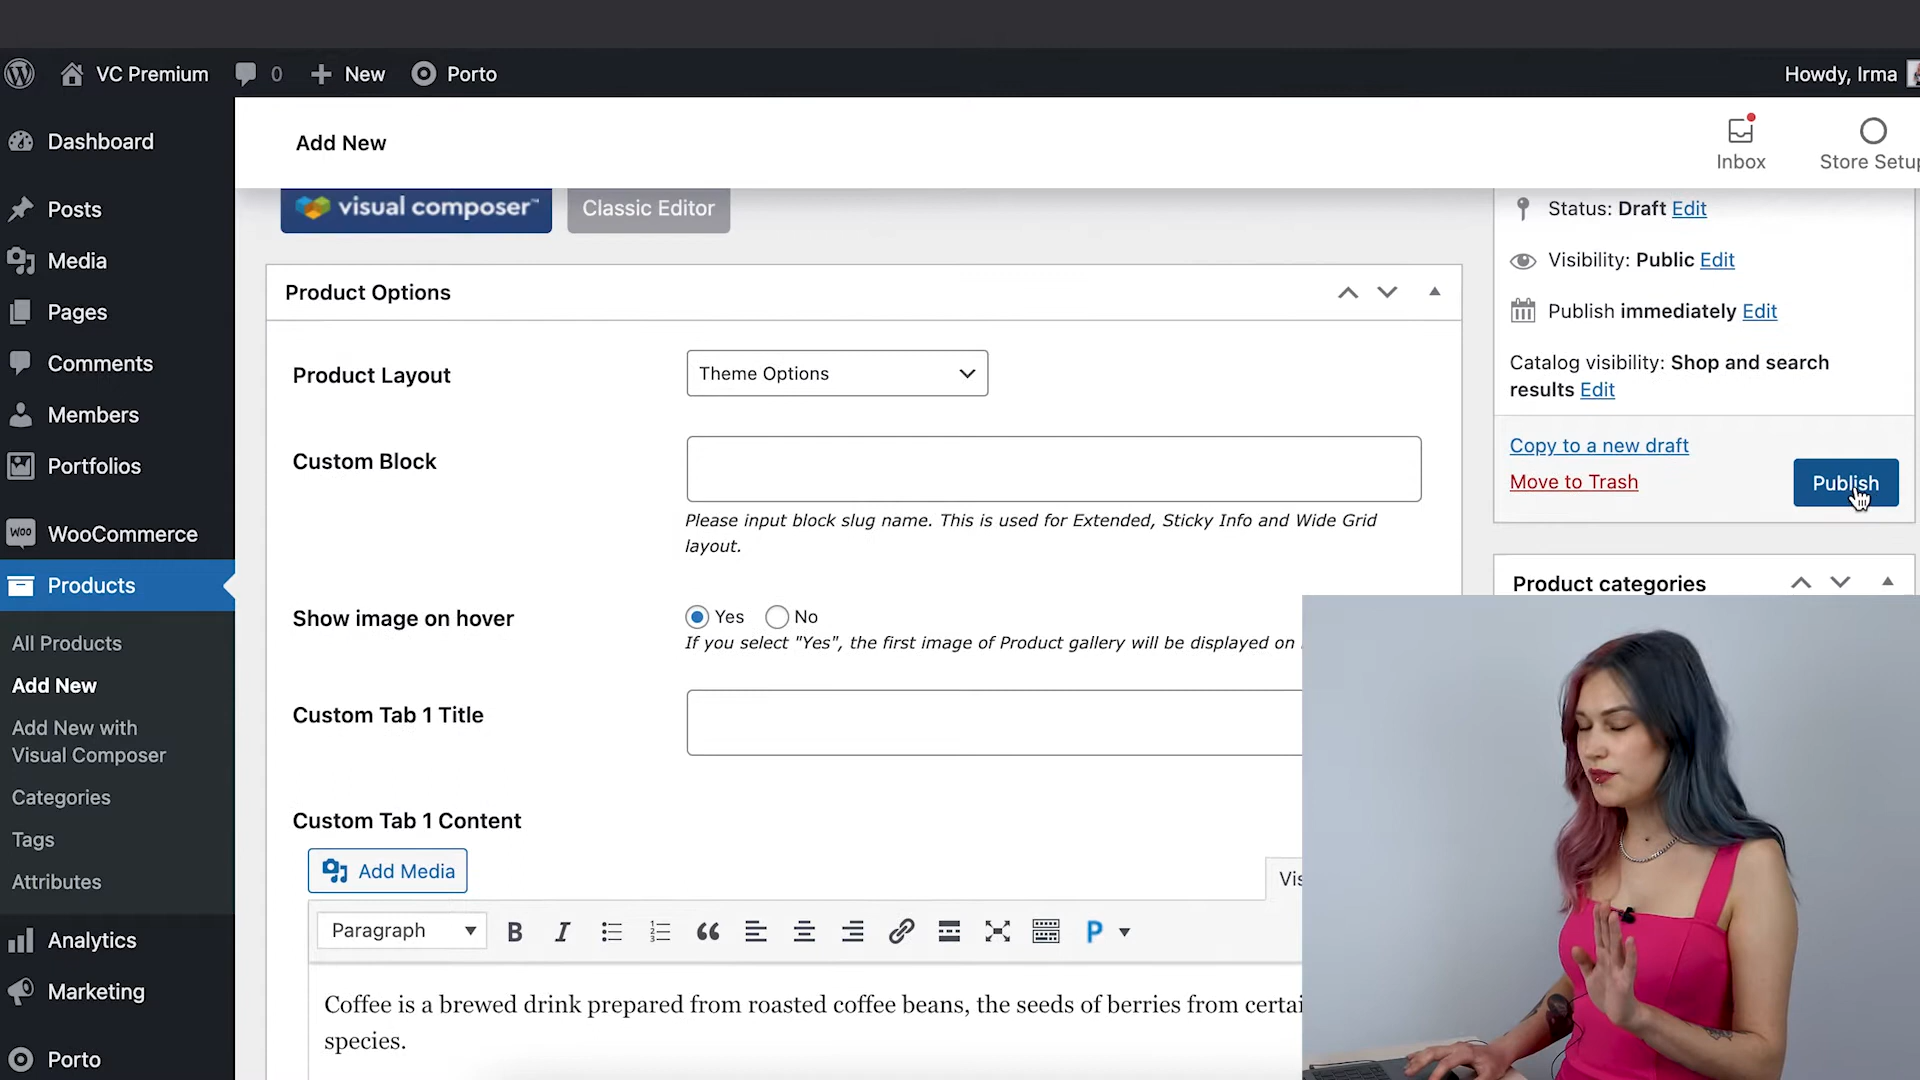 VC Premium
0
New
Porto
Howdy, Irma
Dashboard
Posts
Media
Pages
Comments
Members
Portfolios
WOO WooCommerce
Products
All Products
Add New
Add New with
Visual Composer
Categories
Tags
Attributes
Analytics
Marketing
Porto
Add New
Inbox
Store Setup
visual composer™
Classic Editor
Product Options
Product Layout
Theme Options
Custom Block
Please input block slug name. This is used for Extended, Sticky Info and Wide Grid
layout.
Show image on hover
Yes
No
If you select "Yes", the first image of Product gallery will be displayed on
Custom Tab 1 Title
Custom Tab 1 Content
Add Media
Vis
Paragraph
B I
P
Coffee is a brewed drink prepared from roasted coffee beans, the seeds of berries from certai
species.
Status: Draft Edit
Visibility: Public Edit
Publish immediately Edit
Catalog visibility: Shop and search
results Edit
Copy to a new draft
Move to Trash
Publish
Product categories